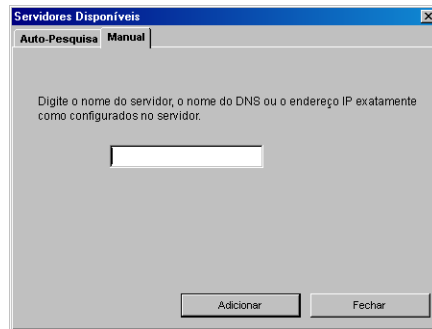 Servidores Disponíveis
Auto-Pesquisa Manual
Digite o nome do servidor, o nome do DNS ou o endereço IP exatamente
como configurados no servidor.
Adicionar Fechar